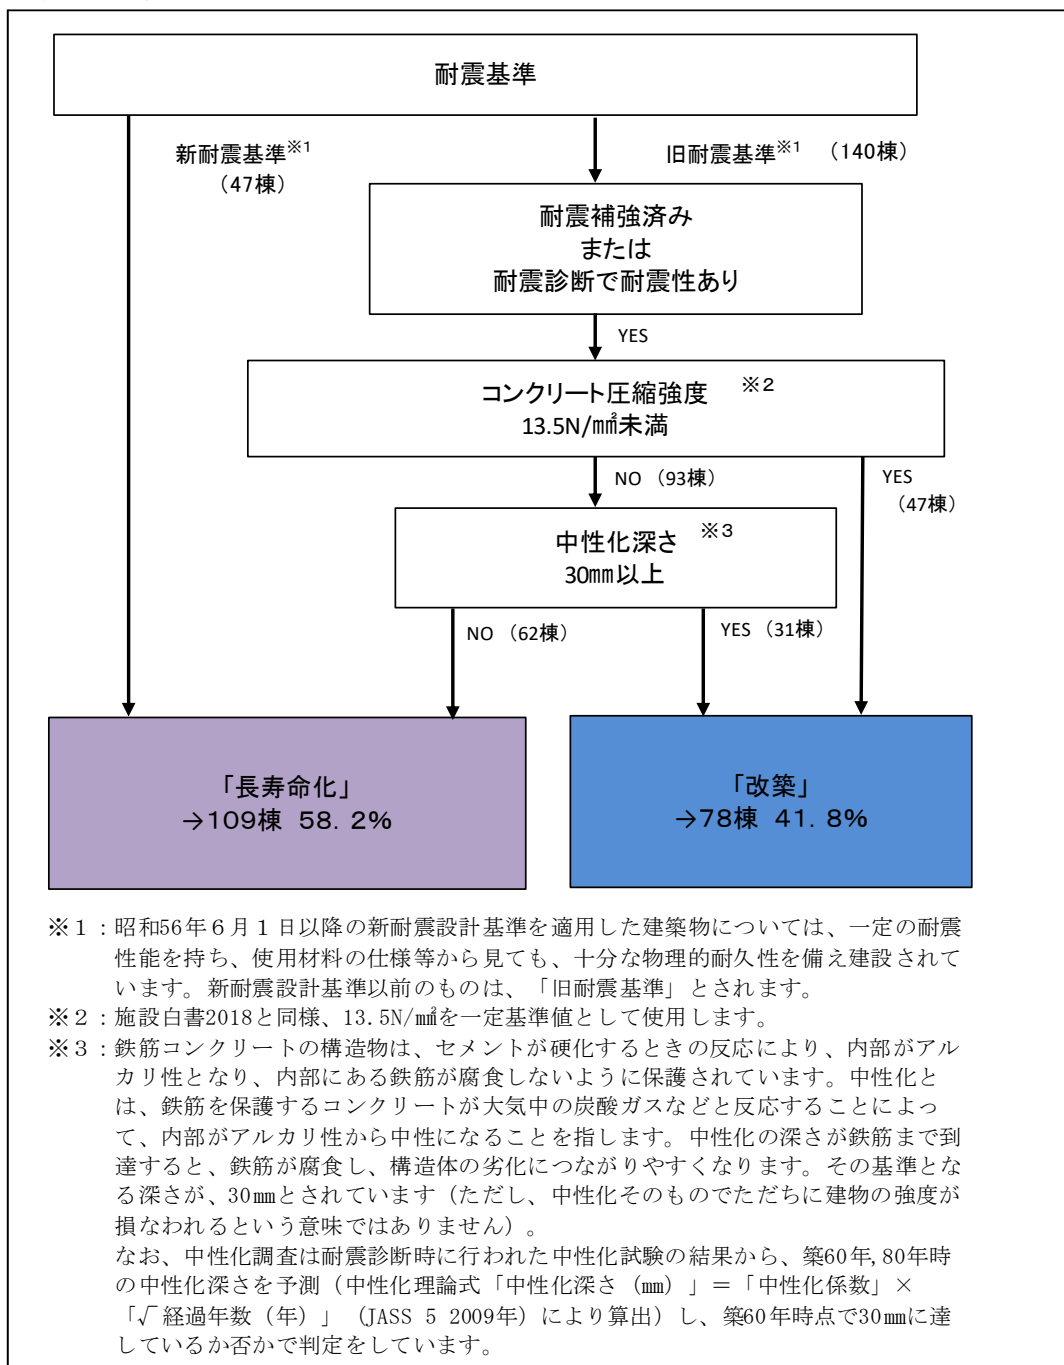 耐震基準
新耐震基準※1
（47棟）
旧耐震基準※1 （140棟）
耐震補強済み
または
耐震診断で耐震性あり
YES
コンクリート圧縮強度 ※2
13.5N/㎟未満
NO （93棟）
YES
（47棟）
中性化深さ ※3
30㎜以上
NO （62棟）
YES （31棟）
「長寿命化」
→109棟 58．2%
「改築」
→78棟 41．8%
※１：昭和56年６月１日以降の新耐震設計基準を適用した建築物については、一定の耐震
性能を持ち、使用材料の仕様等から見ても、十分な物理的耐久性を備え建設されて
います。新耐震設計基準以前のものは、「旧耐震基準」とされます。
※２：施設白書2018と同様、13.5N/㎟を一定基準値として使用します。
※３：鉄筋コンクリートの構造物は、セメントが硬化するときの反応により、内部がアル
カリ性となり、内部にある鉄筋が腐食しないように保護されています。中性化と
は、鉄筋を保護するコンクリートが大気中の炭酸ガスなどと反応することによっ
て、内部がアルカリ性から中性になることを指します。中性化の深さが鉄筋まで到
達すると、鉄筋が腐食し、構造体の劣化につながりやすくなります。その基準とな
る深さが、30㎜とされています（ただし、中性化そのものでただちに建物の強度が
損なわれるという意味ではありません）。
なお、中性化調査は耐震診断時に行われた中性化試験の結果から、築60年,80年時
の中性化深さを予測（中性化理論式「中性化深さ（㎜）」＝「中性化係数」×
「√経過年数（年）」（JASS 5 2009年）により算出）し、築60年時点で30㎜に達
しているか否かで判定をしています。